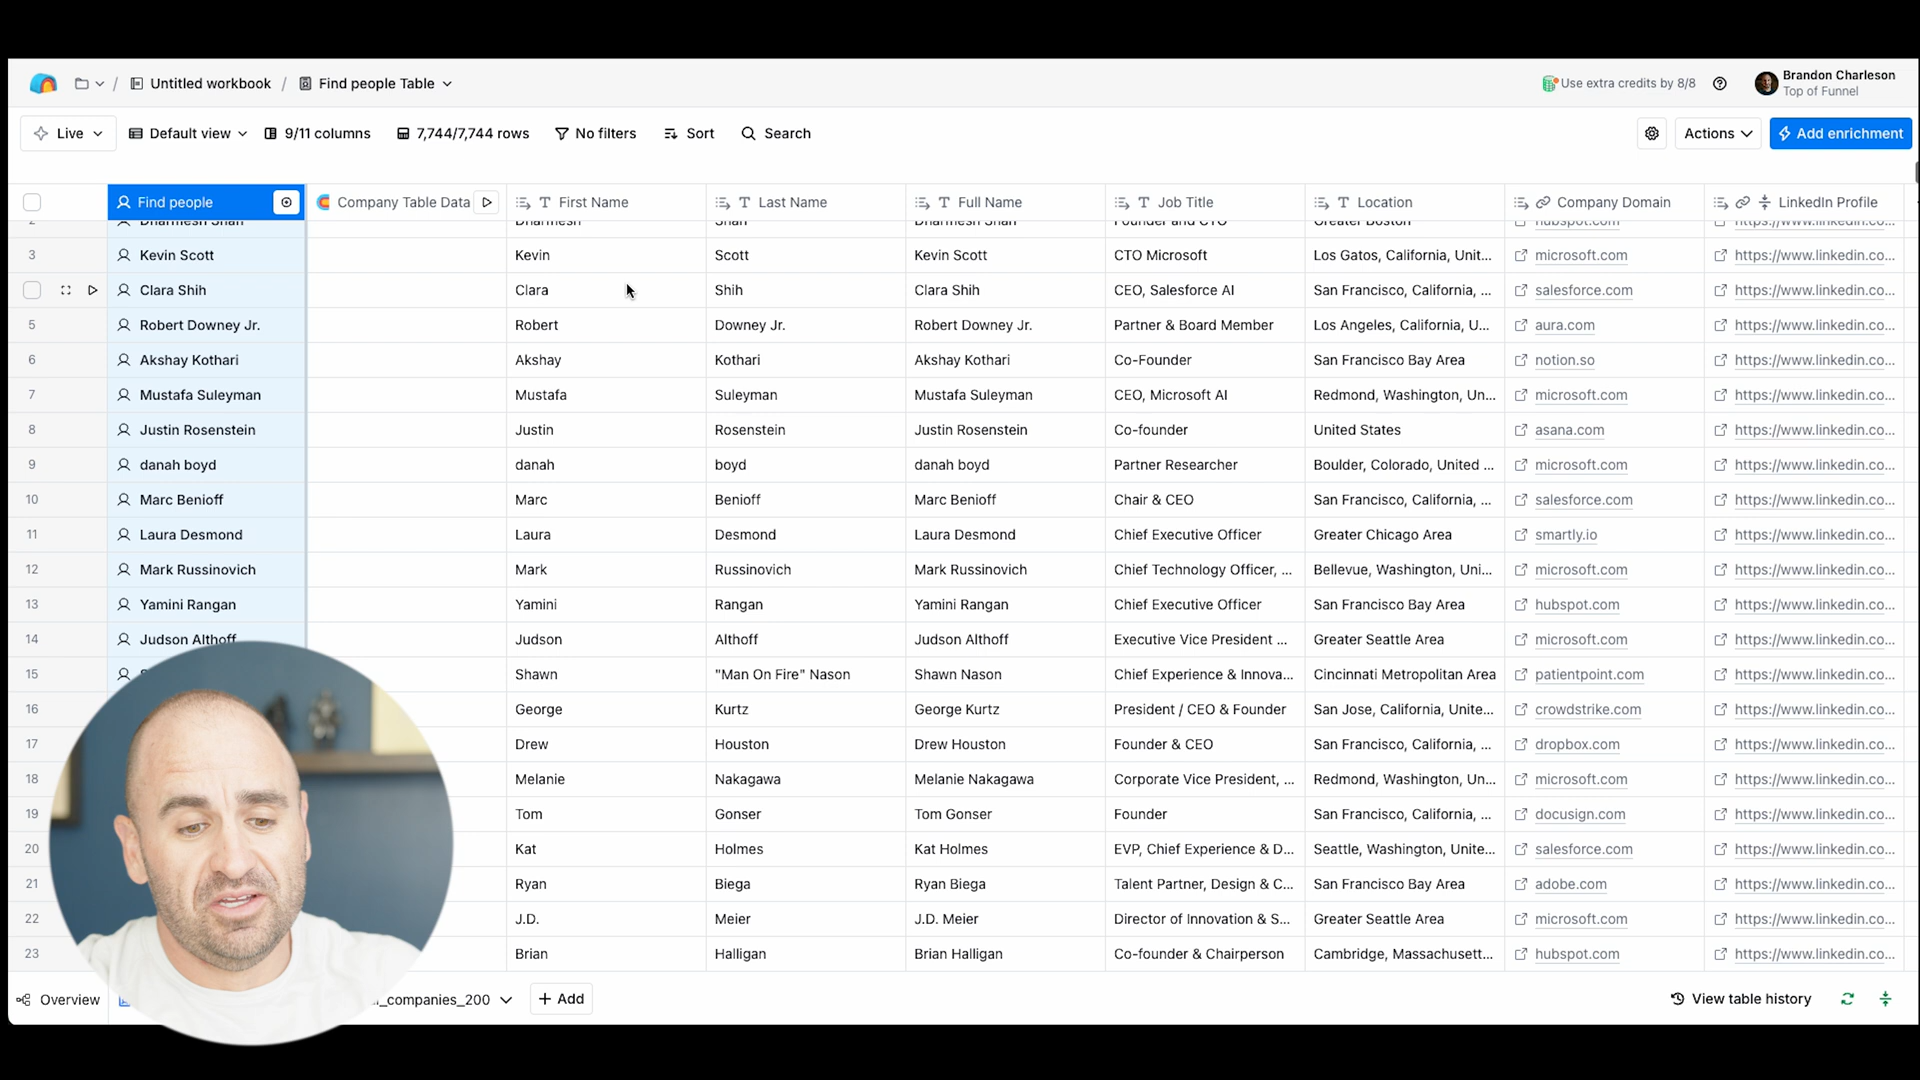 Untitled workbook / Find people Table
Use extra credits by 8/8
Brandon Charleson
Top of Funnel
Live
Default view
9/11 columns
7,744/7,744 rows
No filters
Sort
Search
Actions
Add enrichment
Find people Company Table Data First Name Last Name Full Name Job Title Location Company Domain LinkedIn Profile
2 Dharmesh Shah Dharmesh Shah Dharmesh Shah Founder and CTO Greater Boston hubspot.com https://www.linkedin.co...
3 Kevin Scott Kevin Scott Kevin Scott CTO Microsoft Los Gatos, California, Unit... microsoft.com https://www.linkedin.co...
Clara Shih Clara Shih Clara Shih CEO, Salesforce AI San Francisco, California, ... salesforce.com https://www.linkedin.co...
5 Robert Downey Jr. Robert Downey Jr. Robert Downey Jr. Partner & Board Member Los Angeles, California, U... aura.com https://www.linkedin.co...
6 Akshay Kothari Akshay Kothari Akshay Kothari Co-Founder San Francisco Bay Area notion.so https://www.linkedin.co...
7 Mustafa Suleyman Mustafa Suleyman Mustafa Suleyman CEO, Microsoft AI Redmond, Washington, Un... microsoft.com https://www.linkedin.co...
8 Justin Rosenstein Justin Rosenstein Justin Rosenstein Co-founder United States asana.com https://www.linkedin.co...
9 danah boyd danah boyd danah boyd Partner Researcher Boulder, Colorado, United ... microsoft.com https://www.linkedin.co...
10 Marc Benioff Marc Benioff Marc Benioff Chair & CEO San Francisco, California, ... salesforce.com https://www.linkedin.co...
11 Laura Desmond Laura Desmond Laura Desmond Chief Executive Officer Greater Chicago Area smartly.io https://www.linkedin.co...
12 Mark Russinovich Mark Russinovich Mark Russinovich Chief Technology Officer, ... Bellevue, Washington, Uni... microsoft.com https://www.linkedin.co...
13 Yamini Rangan Yamini Rangan Yamini Rangan Chief Executive Officer San Francisco Bay Area hubspot.com https://www.linkedin.co...
14 Judson Althoff Judson Althoff Judson Althoff Executive Vice President ... Greater Seattle Area microsoft.com https://www.linkedin.co...
15 Shawn "Man On Fire" Nason Shawn Nason Chief Experience & Innova... Cincinnati Metropolitan Area patientpoint.com https://www.linkedin.co...
16 George Kurtz George Kurtz President / CEO & Founder San Jose, California, Unite... crowdstrike.com https://www.linkedin.co...
17 Drew Houston Drew Houston Founder & CEO San Francisco, California, ... dropbox.com https://www.linkedin.co...
18 Melanie Nakagawa Melanie Nakagawa Corporate Vice President, ... Redmond, Washington, Un... microsoft.com https://www.linkedin.co...
19 Tom Gonser Tom Gonser Founder San Francisco, California, ... docusign.com https://www.linkedin.co...
20 Kat Holmes Kat Holmes EVP, Chief Experience & D... Seattle, Washington, Unite... salesforce.com https://www.linkedin.co...
21 Ryan Biega Ryan Biega Talent Partner, Design & C... San Francisco Bay Area adobe.com https://www.linkedin.co...
22 J.D. Meier J.D. Meier Director of Innovation & S... Greater Seattle Area microsoft.com https://www.linkedin.co...
23 Brian Halligan Brian Halligan Co-founder & Chairperson Cambridge, Massachusett... hubspot.com https://www.linkedin.co...
Overview
_companies_200
+ Add
View table history